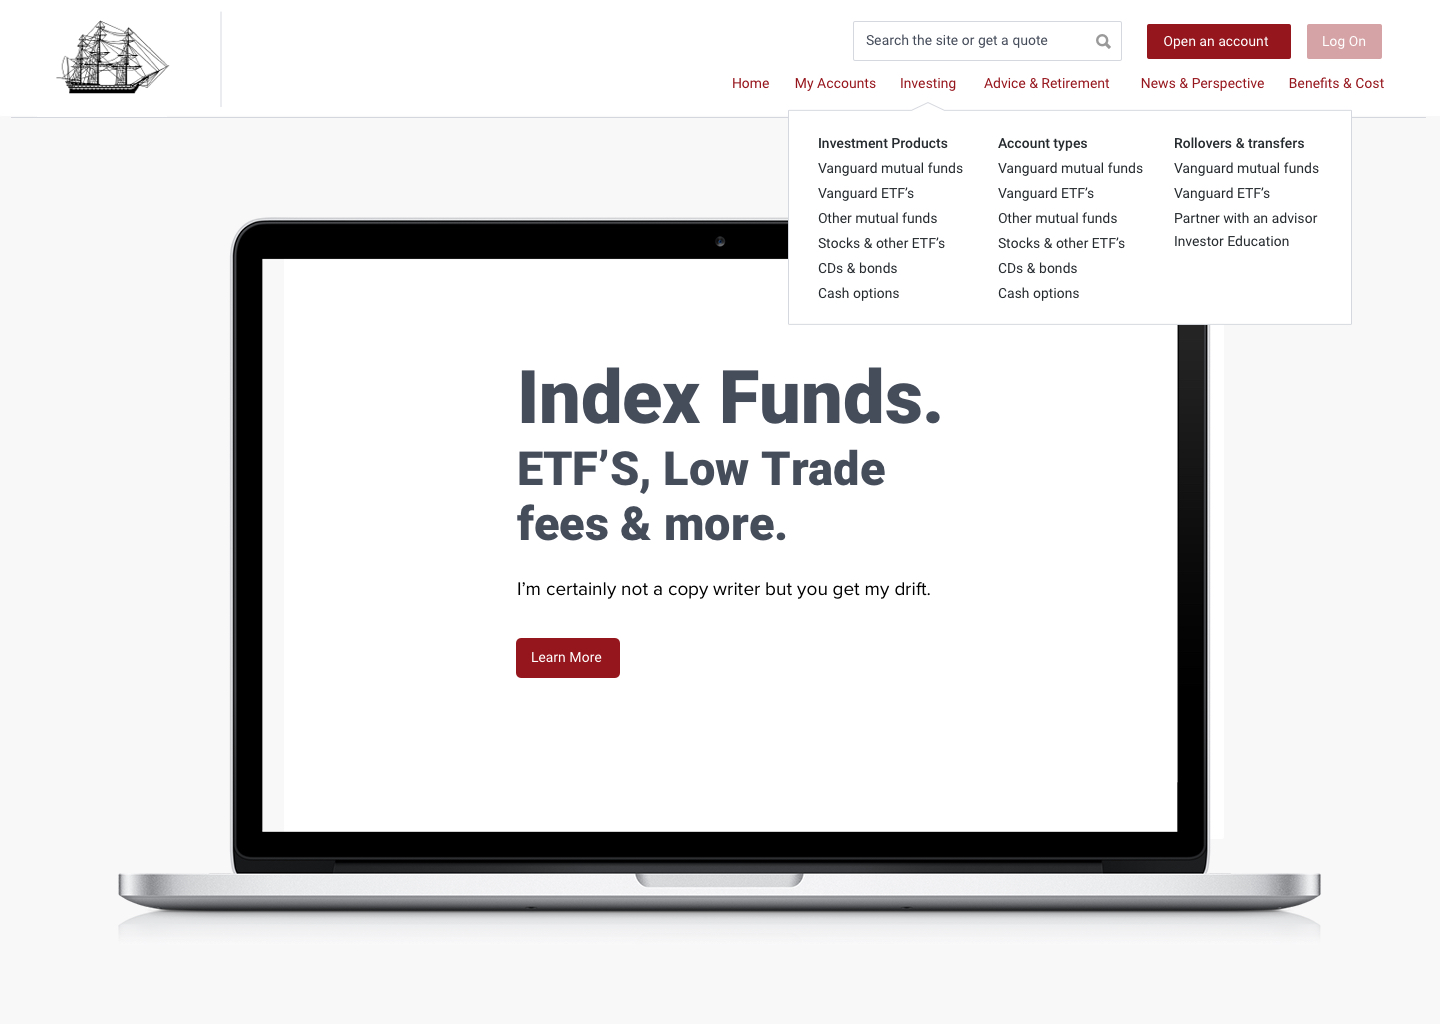 Search the site or get a quote
Open an account
Log On
Home
My Accounts
Investing
Advice & Retirement
News & Perspective
Benefits & Cost
Investment Products
Vanguard mutual funds
Vanguard ETF’s
Other mutual funds
Stocks & other ETF’s
CDs & bonds
Cash options
Account types
Vanguard mutual funds
Vanguard ETF’s
Other mutual funds
Stocks & other ETF’s
CDs & bonds
Cash options
Rollovers & transfers
Vanguard mutual funds
Vanguard ETF’s
Partner with an advisor
Investor Education
Index Funds.
ETF’S, Low Trade
fees & more.
I’m certainly not a copy writer but you get my drift.
Learn More